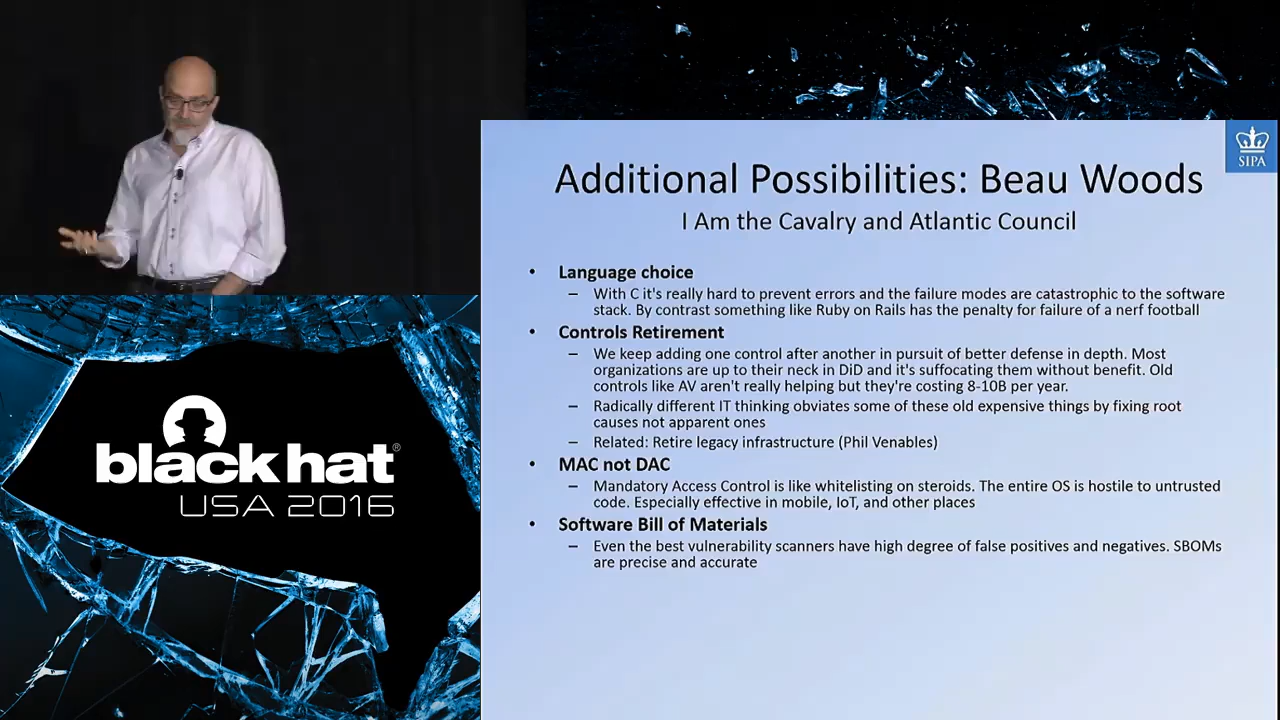 SIPA
Additional Possibilities: Beau Woods
I Am the Cavalry and Atlantic Council
• Language choice
– With C it's really hard to prevent errors and the failure modes are catastrophic to the software
stack. By contrast something like Ruby on Rails has the penalty for failure of a nerf football
• Controls Retirement
– We keep adding one control after another in pursuit of better defense in depth. Most
organizations are up to their neck in DiD and it's suffocating them without benefit. Old
controls like AV aren't really helping but they're costing 8-10B per year.
– Radically different IT thinking obviates some of these old expensive things by fixing root
causes not apparent ones
– Related: Retire legacy infrastructure (Phil Venables)
• MAC not DAC
– Mandatory Access Control is like whitelisting on steroids. The entire OS is hostile to untrusted
code. Especially effective in mobile, IoT, and other places
• Software Bill of Materials
– Even the best vulnerability scanners have high degree of false positives and negatives. SBOMs
are precise and accurate
black hat®
USA 2016